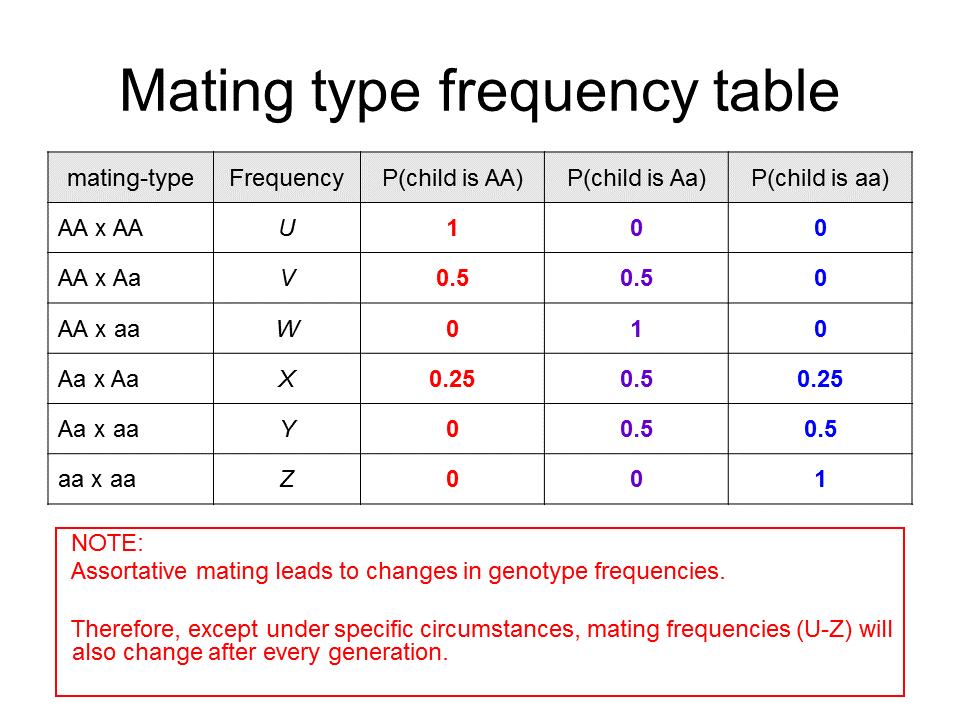 Mating type frequency table
mating-type Frequency P(child is AA) P(child is Aa) P(child is aa)
AA x AA U 1 0 0
AA x Aa V 0.5 0.5 0
AA x aa W 0 1 0
Aa x Aa X 0.25 0.5 0.25
Aa x aa Y 0 0.5 0.5
aa x aa Z 0 0 1
NOTE:
Assortative mating leads to changes in genotype frequencies.
Therefore, except under specific circumstances, mating frequencies (U-Z) will
also change after every generation.